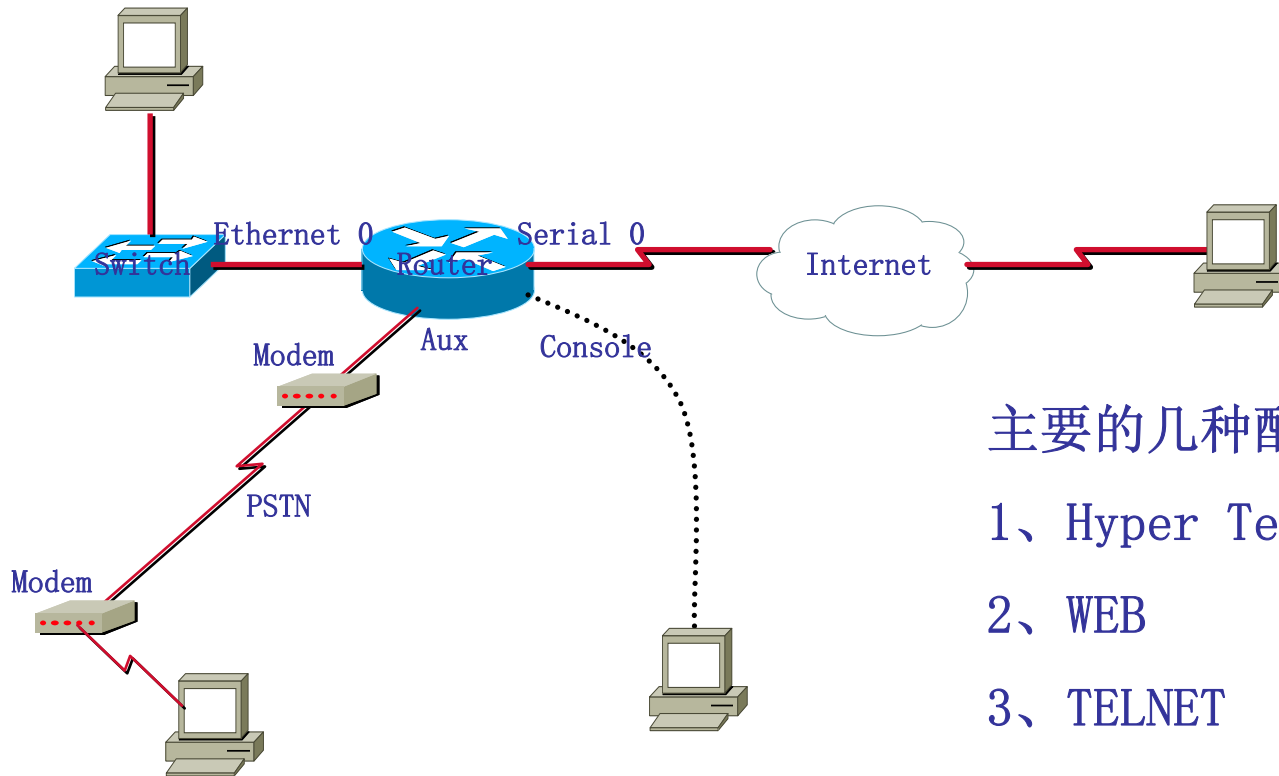 Ethernet 0
Serial 0
Switch
Router
Internet
Aux
Console
Modem
PSTN
Modem
主要的几种
1、Hyper
2、WEB
3、TELNET